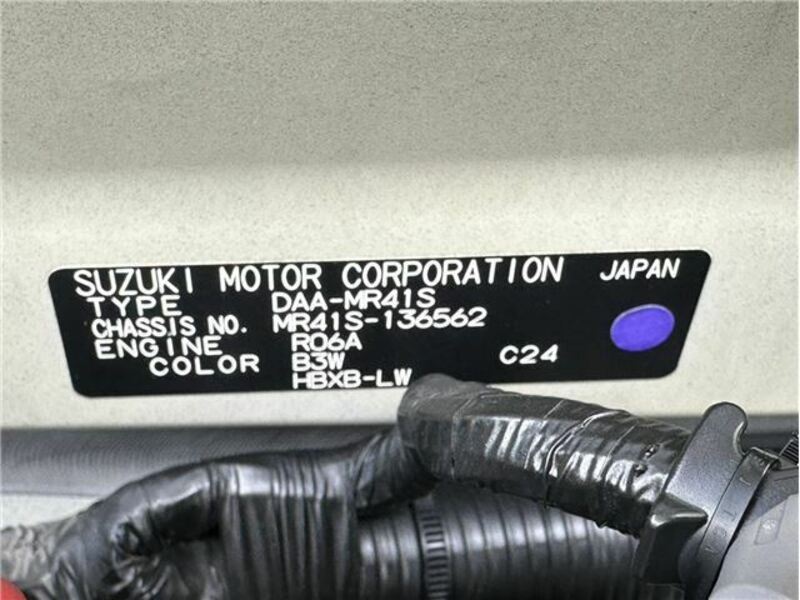 SUZUKI MOTOR CORPORATION JAPAN
TYPE DAA-MR41S
CHASSIS NO. MR41S-136562
ENGINE R06A
COLOR B3W C24
HBXB-LW